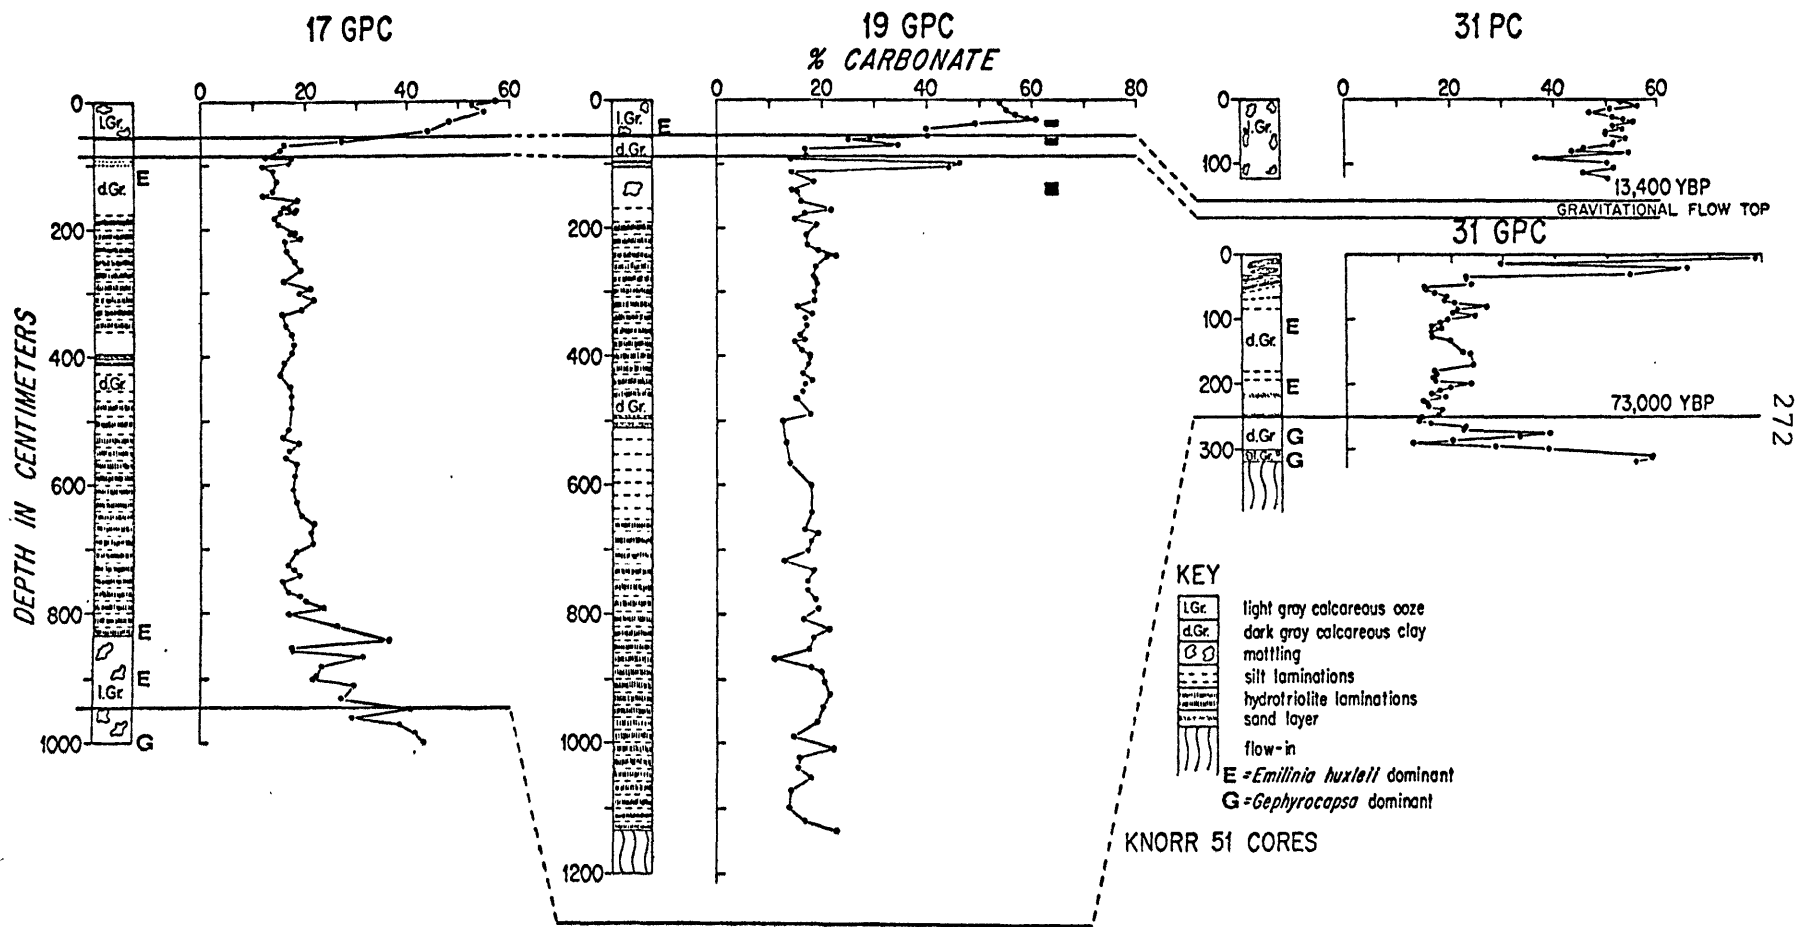 17 GPC
19 GPC
31 PC
% CARBONATE
0 20 40 60
0 20 40 60 80
0 20 40 60
DEPTH IN CENTIMETERS
0
200
400
600
800
1000
l.Gr.
d.Gr.
d.Gr.
l.Gr.
E
E
E
G
0
200
400
600
800
1000
1200
l.Gr.
d.Gr.
d.Gr.
E
0
100
l.Gr.
13,400 YBP
GRAVITATIONAL FLOW TOP
31 GPC
0
100
200
300
d.Gr.
d.Gr
E
E
G
G
73,000 YBP
272
KEY
l.Gr. light gray calcareous ooze
d.Gr. dark gray calcareous clay
mottling
silt laminations
hydrotriolite laminations
sand layer
flow-in
E = Emilinia huxleii dominant
G = Gephyrocapsa dominant
KNORR 51 CORES